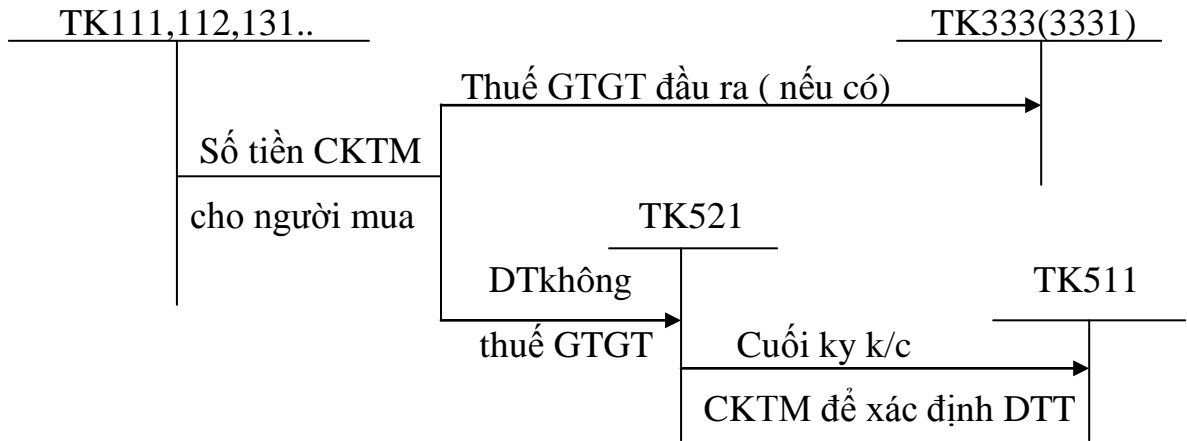 TK111,112,131..
TK333(3331)
Thuế GTGT đầu ra ( nếu có)
Số tiền CKTM
cho người mua
TK521
DTkhông
thuế GTGT
TK511
Cuối ky k/c
CKTM để xác định DTT